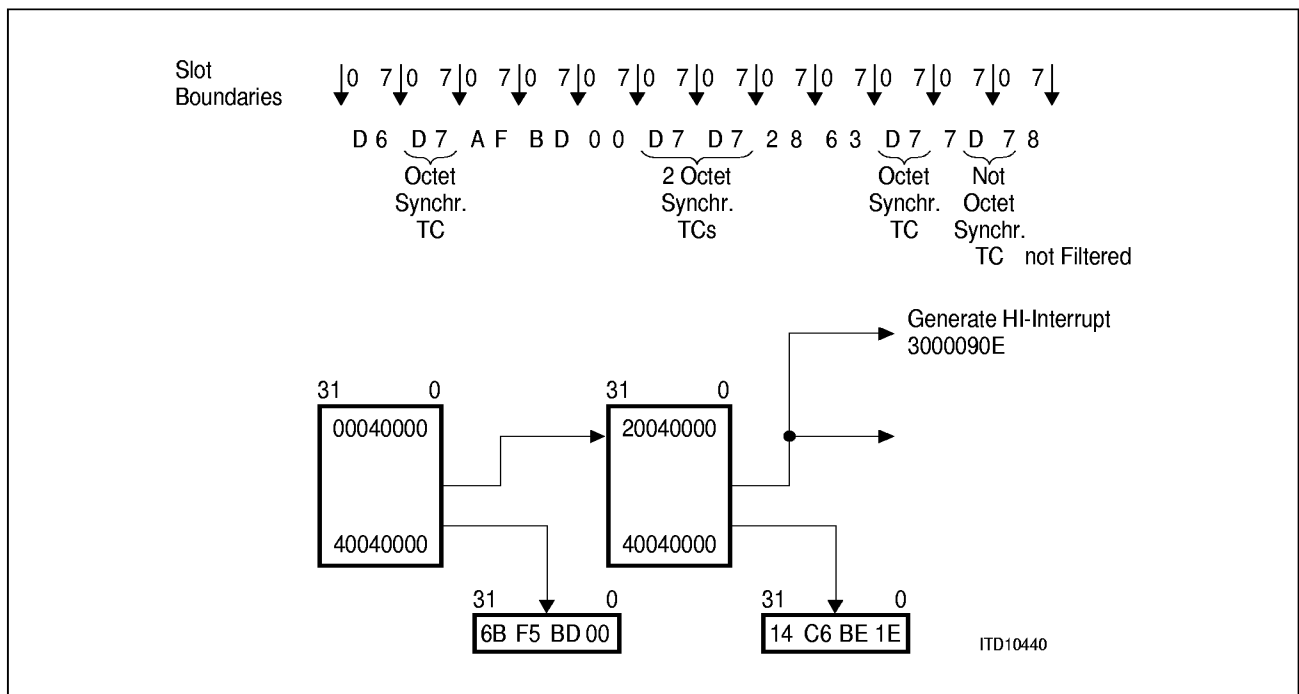 Slot
Boundaries
0 7 0 7 0 7 0 7 0 7 0 7 0 7 0 7 0 7 0 7 0 7 0 7
D 6 D 7 A F B D 0 0 D 7 D 7 2 8 6 3 D 7 7 D 7 8
Octet
Synchr.
TC
2 Octet
Synchr.
TCs
Octet
Synchr.
TC
Not
Octet
Synchr.
TC not Filtered
Generate HI-Interrupt
3000090E
31 0
00040000
40040000
31 0
20040000
40040000
31 0
6B F5 BD 00
31 0
14 C6 BE 1E
ITD10440